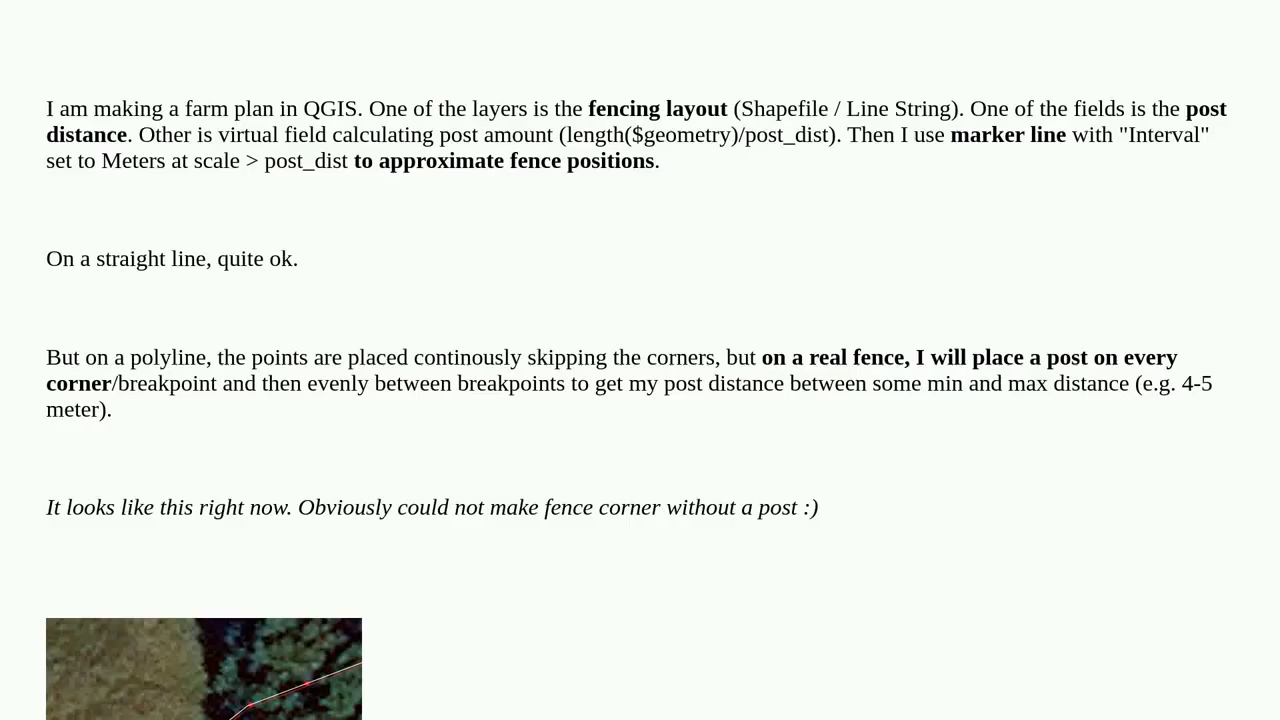 I am making a farm plan in QGIS. One of the layers is the fencing layout (Shapefile / Line String). One of the fields is the post
distance. Other is virtual field calculating post amount (length($geometry)/post_dist). Then I use marker line with "Interval"
set to Meters at scale > post_dist to approximate fence positions.
On a straight line, quite ok.
But on a polyline, the points are placed continously skipping the corners, but on a real fence, I will place a post on every
corner/breakpoint and then evenly between breakpoints to get my post distance between some min and max distance (e.g. 4-5
meter).
It looks like this right now. Obviously could not make fence corner without a post :)